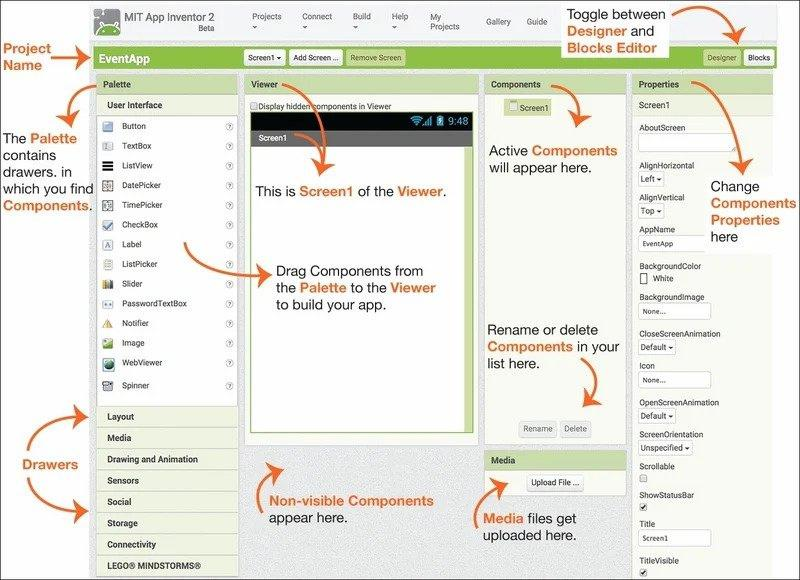 MIT App Inventor 2
Beta
Projects
Connect
Build
Help
My
Projects
Gallery
Guide
Toggle between
Designer and
Blocks Editor
Project
Name
EventApp
Screen1
Add Screen ...
Remove Screen
Designer
Blocks
Palette
User Interface
Button
TextBox
ListView
DatePicker
TimePicker
CheckBox
Label
ListPicker
Slider
PasswordTextBox
Notifier
Image
WebViewer
Spinner
Layout
Media
Drawing and Animation
Sensors
Social
Storage
Connectivity
LEGO® MINDSTORMS®
The Palette
contains
drawers. in
which you find
Components.
Drawers
Viewer
Display hidden components in Viewer
9:48
Screen1
This is Screen1 of the Viewer.
Drag Components from
the Palette to the Viewer
to build your app.
Non-visible Components
appear here.
Components
Screen1
Active Components
will appear here.
Rename or delete
Components in your
list here.
Rename
Delete
Media
Upload File ...
Media files get
uploaded here.
Properties
Screen1
AboutScreen
AlignHorizontal
Left
AlignVertical
Top
AppName
EventApp
BackgroundColor
White
BackgroundImage
None...
CloseScreenAnimation
Default
Icon
None...
OpenScreenAnimation
Default
ScreenOrientation
Unspecified
Scrollable
ShowStatusBar
Title
Screen1
TitleVisible
Change
Components
Properties
here